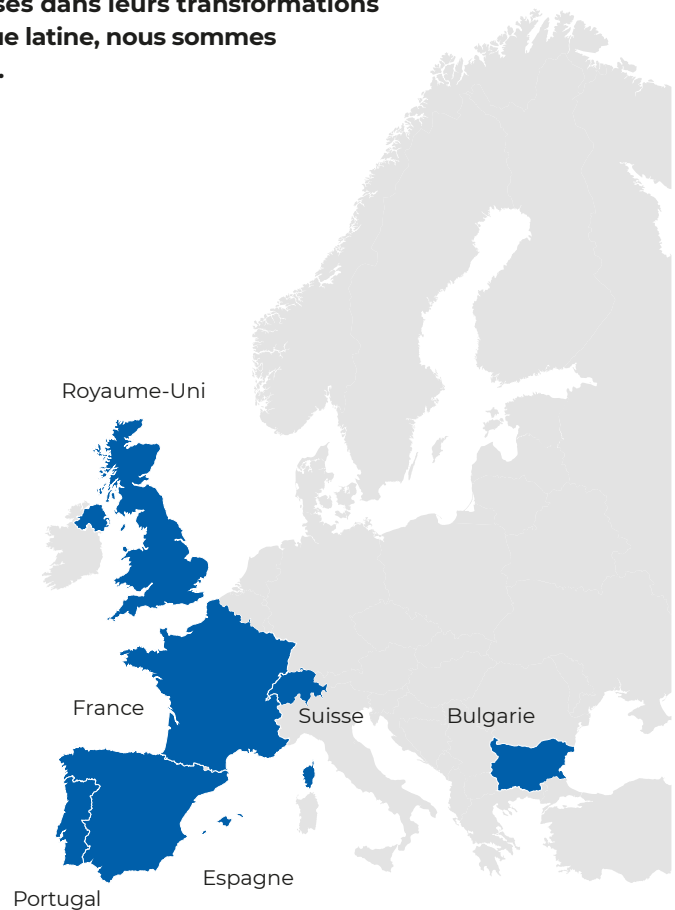 dans leurs transformations
latine, nous sommes
.
Royaume-Uni
France
Suisse
Bulgarie
Espagne
Portugal